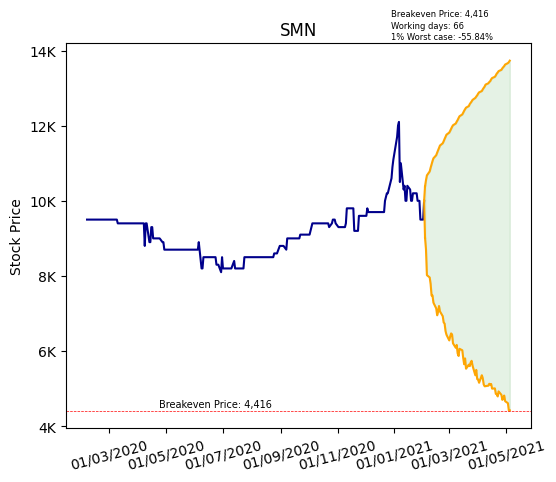 Breakeven Price: 4,416
Working days: 66
1% Worst case: -55.84%
SMN
14K
12K
10K
8K
6K
4K
Stock Price
Breakeven Price: 4,416
01/03/2020
01/05/2020
01/07/2020
01/09/2020
01/11/2020
01/01/2021
01/03/2021
01/05/2021